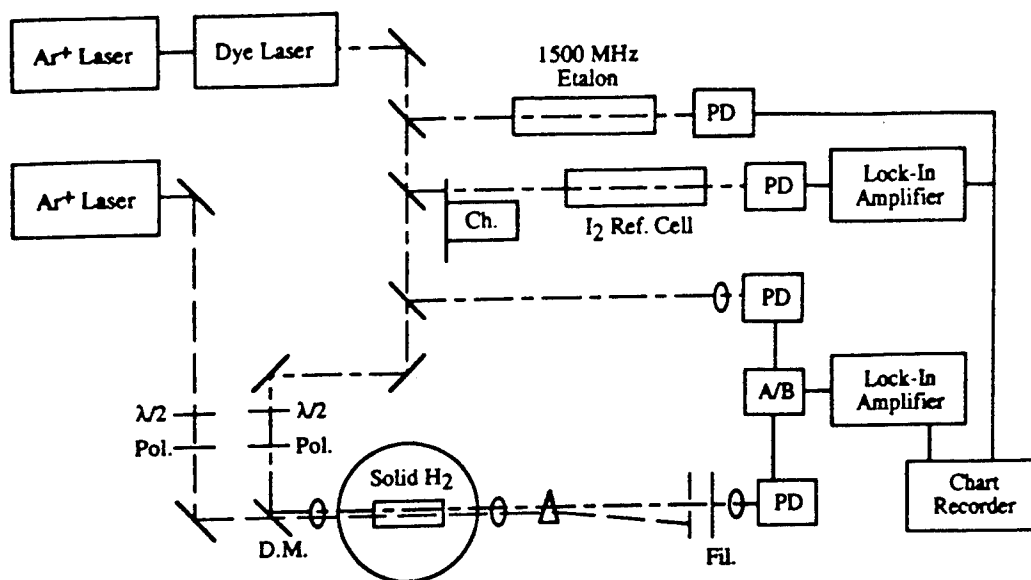 Ar⁺ Laser
Dye Laser
1500 MHz
Etalon
PD
Ar⁺ Laser
PD
Lock-In
Amplifier
Ch.
I₂ Ref. Cell
PD
A/B
Lock-In
Amplifier
λ/2
λ/2
Pol.
Pol.
Solid H₂
PD
Chart
Recorder
D.M.
Fil.